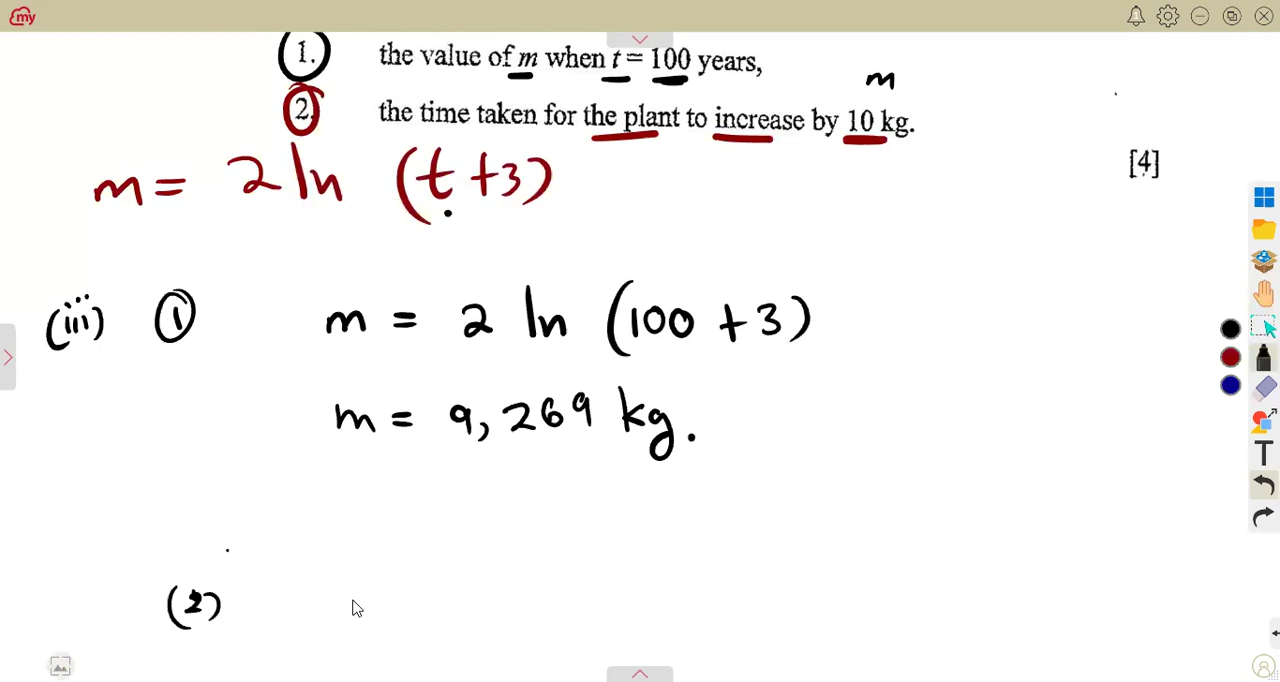 my
1. the value of m when t = 100 years,
m
2. the time taken for the plant to increase by 10 kg.
[4]
m = 2 ln (t + 3)
(iii) ① m = 2 ln (100 + 3)
m = 9,269 kg.
(2)
T